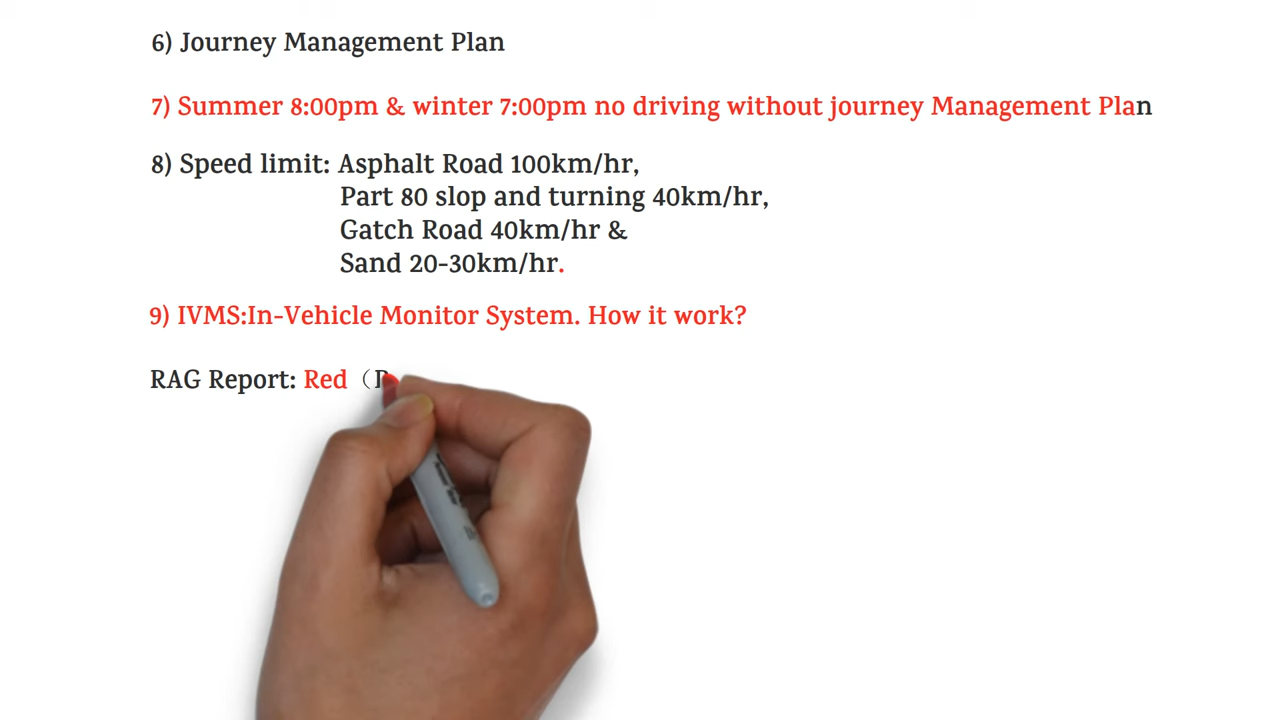 6) Journey Management Plan
7) Summer 8:00pm & winter 7:00pm no driving without journey Management Plan
8) Speed limit: Asphalt Road 100km/hr,
Part 80 slop and turning 40km/hr,
Gatch Road 40km/hr &
Sand 20-30km/hr.
9) IVMS:In-Vehicle Monitor System. How it work?
RAG Report: Red（